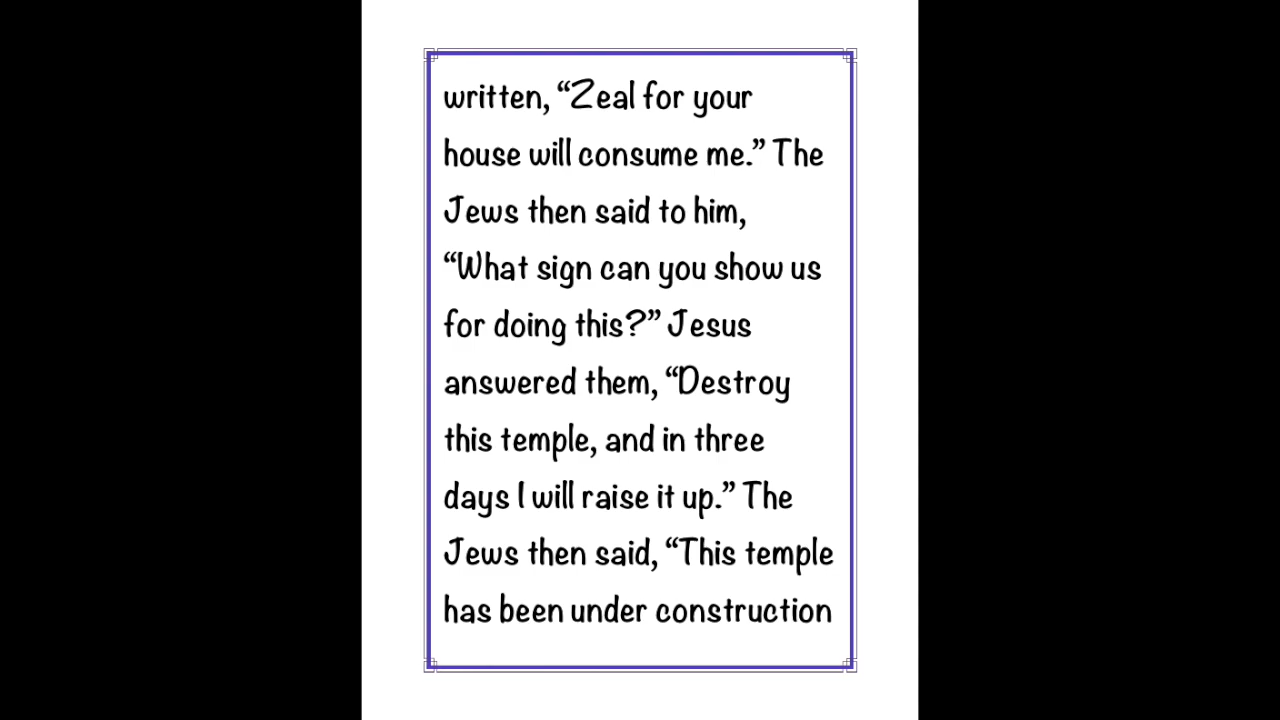 written, “Zeal for your
house will consume me.” The
Jews then said to him,
“What sign can you show us
for doing this?” Jesus
answered them, “Destroy
this temple, and in three
days I will raise it up.” The
Jews then said, “This temple
has been under construction